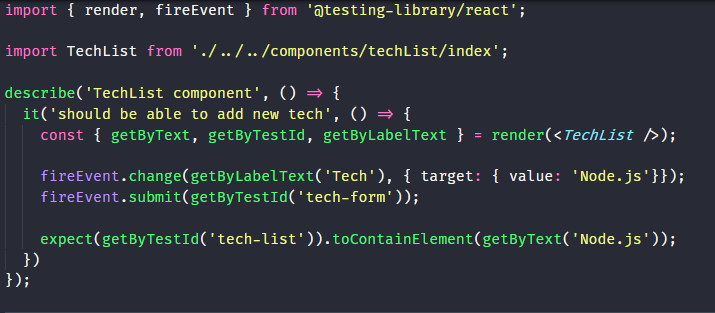 import { render, fireEvent } from '@testing-library/react';
import TechList from './../../components/techList/index';
describe('TechList component', () => {
it('should be able to add new tech', () => {
const { getByText, getByTestId, getByLabelText } = render(<TechList />);
fireEvent.change(getByLabelText('Tech'), { target: { value: 'Node.js'}});
fireEvent.submit(getByTestId('tech-form'));
expect(getByTestId('tech-list')).toContainElement(getByText('Node.js'));
})
});